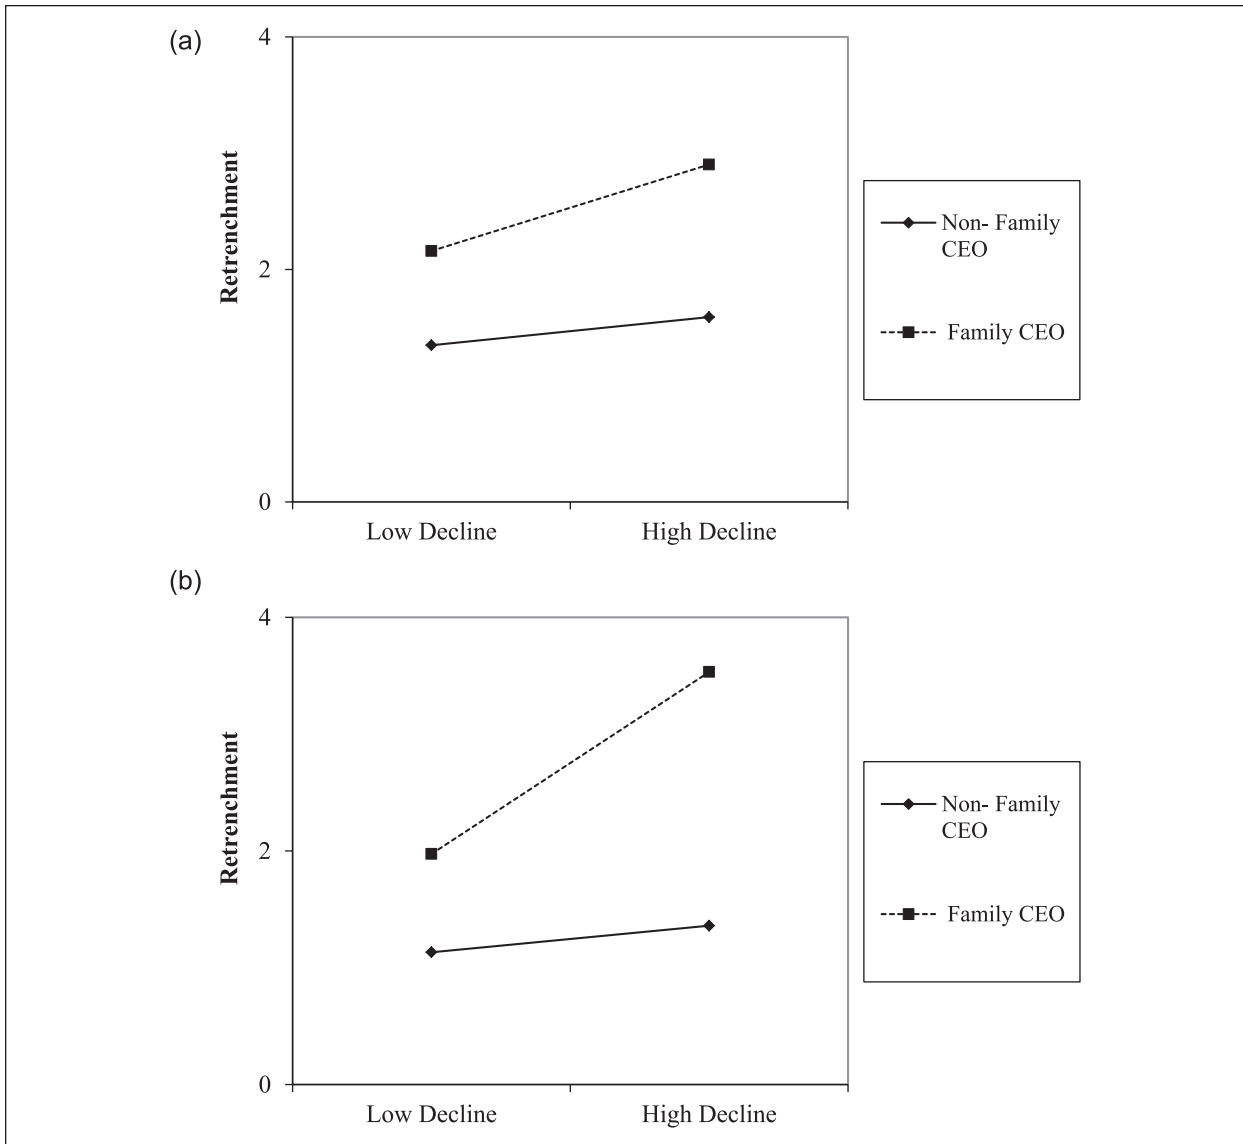 (a)
4
2
0
Retrenchment
Low Decline
High Decline
Non- Family
CEO
Family CEO
(b)
4
2
0
Retrenchment
Low Decline
High Decline
Non- Family
CEO
Family CEO